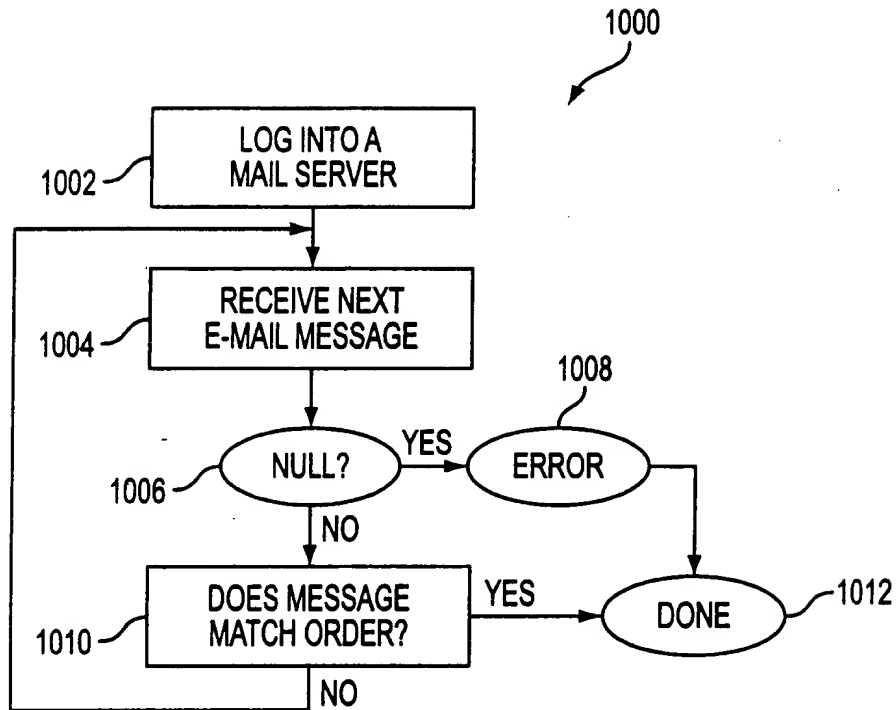 1000
LOG INTO A
MAIL SERVER
1002
RECEIVE NEXT
E-MAIL MESSAGE
1004
1008
NULL?
YES
ERROR
1006
NO
DOES MESSAGE
MATCH ORDER?
YES
DONE
1012
1010
NO